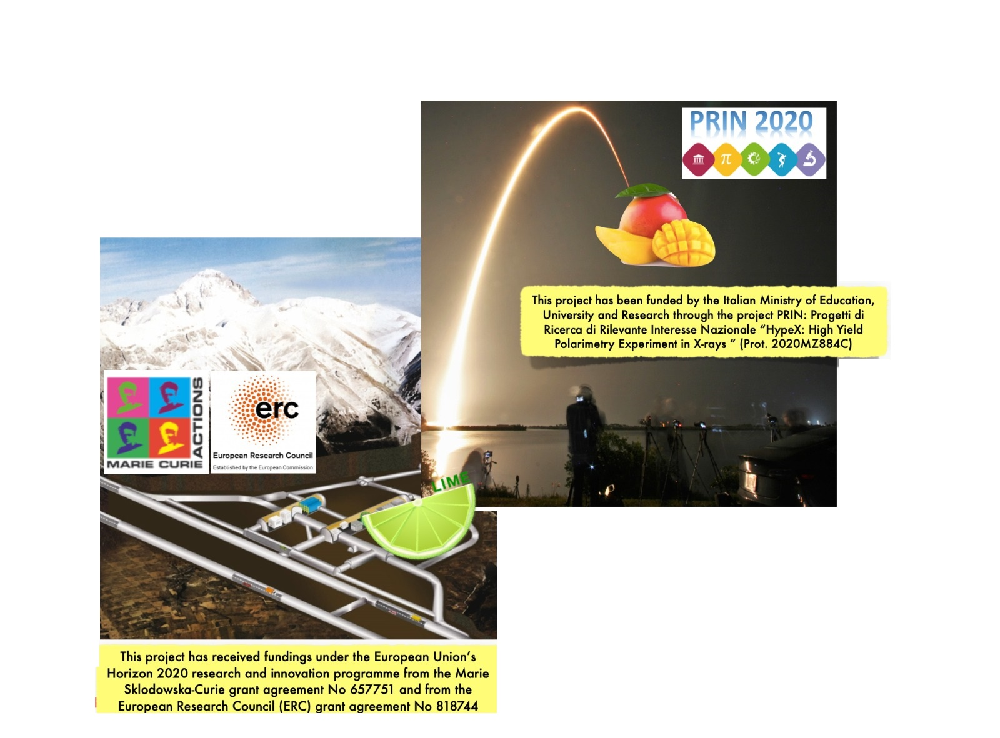 PRIN 2020
π
This project has been funded by the Italian Ministry of Education,
University and Research through the project PRIN: Progetti di
Ricerca di Rilevante Interesse Nazionale “HypeX: High Yield
Polarimetry Experiment in X-rays ” (Prot. 2020MZ884C)
MARIE CURIE
ACTIONS
erc
European Research Council
Established by the European Commission
LIME
This project has received fundings under the European Union’s
Horizon 2020 research and innovation programme from the Marie
Sklodowska-Curie grant agreement No 657751 and from the
European Research Council (ERC) grant agreement No 818744